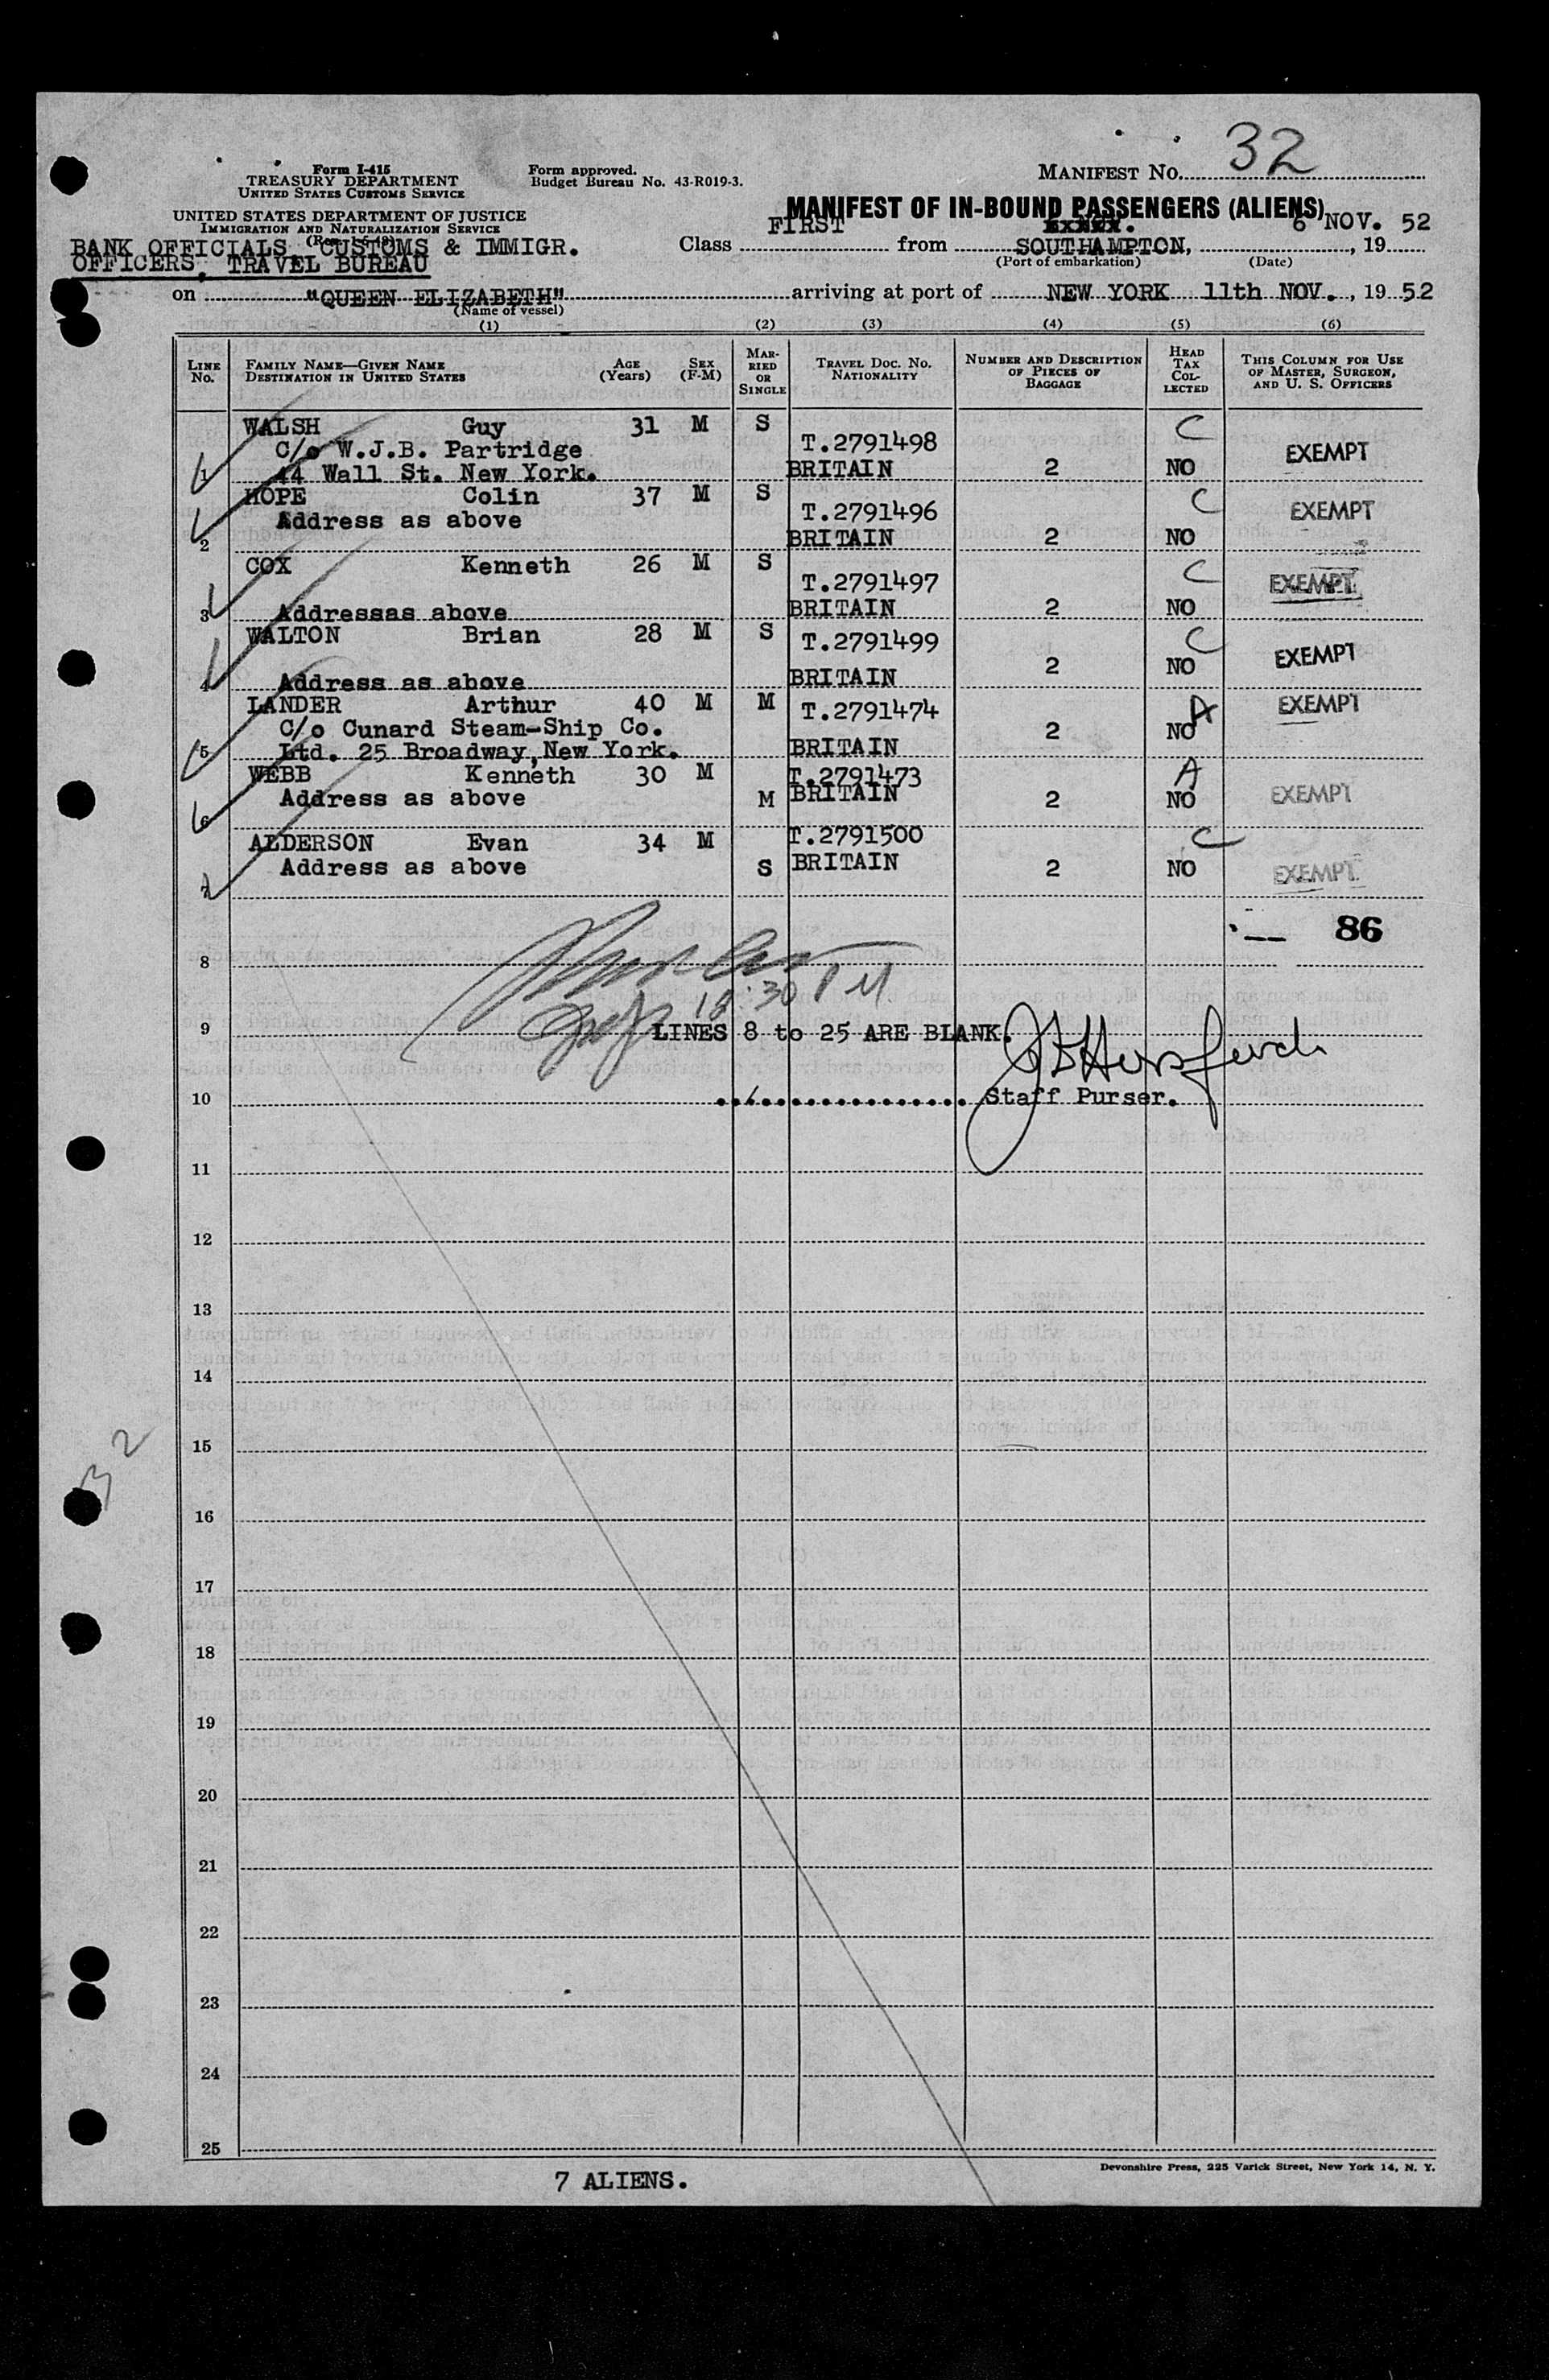 32
Form I-415
TREASURY DEPARTMENT
UNITED STATES CUSTOMS SERVICE
Form approved.
Budget Bureau No. 43-R019-3.
MANIFEST No.
UNITED STATES DEPARTMENT OF JUSTICE
IMMIGRATION AND NATURALIZATION SERVICE
MANIFEST OF IN-BOUND PASSENGERS (ALIENS)
BANK OFFICIALS, CUSTOMS & IMMIGR.
OFFICERS, TRAVEL BUREAU
Class FIRST from SOUTHAMPTON, 6 NOV. 52, 19
(Port of embarkation) (Date)
on "QUEEN ELIZABETH" arriving at port of NEW YORK 11th NOV., 1952
(Name of vessel)
(1) (2) (3) (4) (5) (6)
LINE No. FAMILY NAME—GIVEN NAME DESTINATION IN UNITED STATES AGE (Years) SEX (F-M) MARRIED OR SINGLE TRAVEL DOC. NO. NATIONALITY NUMBER AND DESCRIPTION OF PIECES OF BAGGAGE HEAD TAX COLLECTED THIS COLUMN FOR USE OF MASTER, SURGEON, AND U. S. OFFICERS
WALSH Guy 31 M S C
C/o W.J.B. Partridge T.2791498 EXEMPT
1 44 Wall St. New York. BRITAIN 2 NO
HOPE Colin 37 M S C
Address as above T.2791496 EXEMPT
2 BRITAIN 2 NO
COX Kenneth 26 M S C
T.2791497 EXEMPT
3 Addressas above BRITAIN 2 NO
WALTON Brian 28 M S T.2791499 C
EXEMPT
4 Address as above BRITAIN 2 NO
LANDER Arthur 40 M M T.2791474 A EXEMPT
C/o Cunard Steam-Ship Co. 2 NO
5 Ltd. 25 Broadway,New York. BRITAIN
WEBB Kenneth 30 M T.2791473 A
Address as above M BRITAIN 2 NO EXEMPT
6
ALDERSON Evan 34 M T.2791500 C
Address as above S BRITAIN 2 NO EXEMPT
7
86
8
:30 PM
9 LINES 8 to 25 ARE BLANK.
10 Staff Purser.
11
12
13
14
15
32
16
17
18
19
20
21
22
23
24
25
Devonshire Press, 225 Varick Street, New York 14, N. Y.
7 ALIENS.